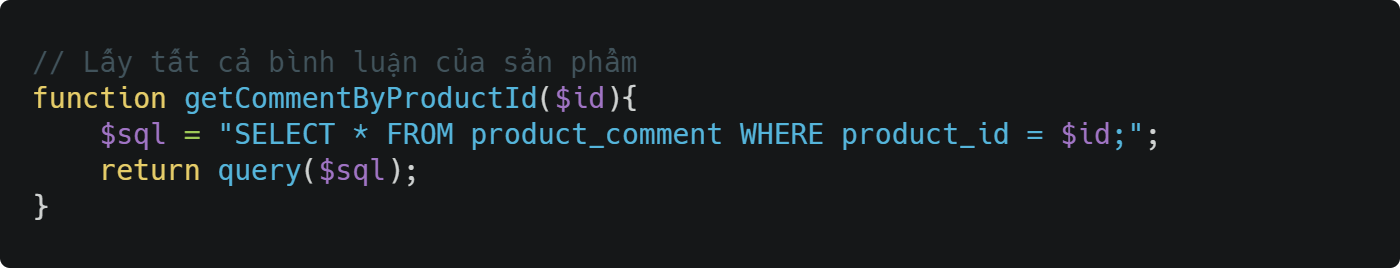 // Lấy tất cả bình luận của sản phẩm
function getCommentByProductId($id){
    $sql = "SELECT * FROM product_comment WHERE product_id = $id;";
    return query($sql);
}